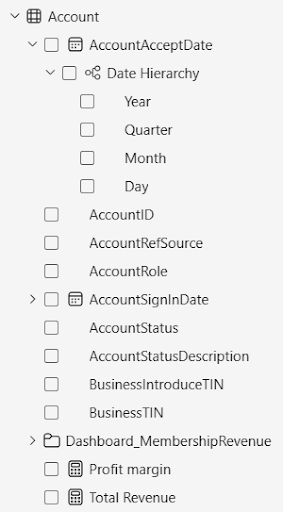 Account
AccountAcceptDate
Date Hierarchy
Year
Quarter
Month
Day
AccountID
AccountRefSource
AccountRole
AccountSignInDate
AccountStatus
AccountStatusDescription
BusinessIntroduceTIN
BusinessTIN
Dashboard_MembershipRevenue
Profit margin
Total Revenue